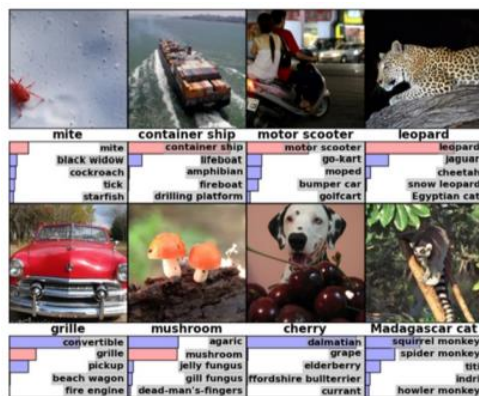 mite
container ship
motor scooter
leopard
mite
black widow
cockroach
tick
starfish
container ship
lifeboat
amphibian
fireboat
drilling platform
motor scooter
go-kart
moped
bumper car
golfcart
leopard
jaguar
cheetah
snow leopard
Egyptian cat
grille
mushroom
cherry
Madagascar cat
convertible
grille
pickup
beach wagon
fire engine
agaric
mushroom
jelly fungus
gill fungus
dead-man's-fingers
dalmatian
grape
elderberry
ffordshire bullterrier
currant
squirrel monkey
spider monkey
titi
indri
howler monkey